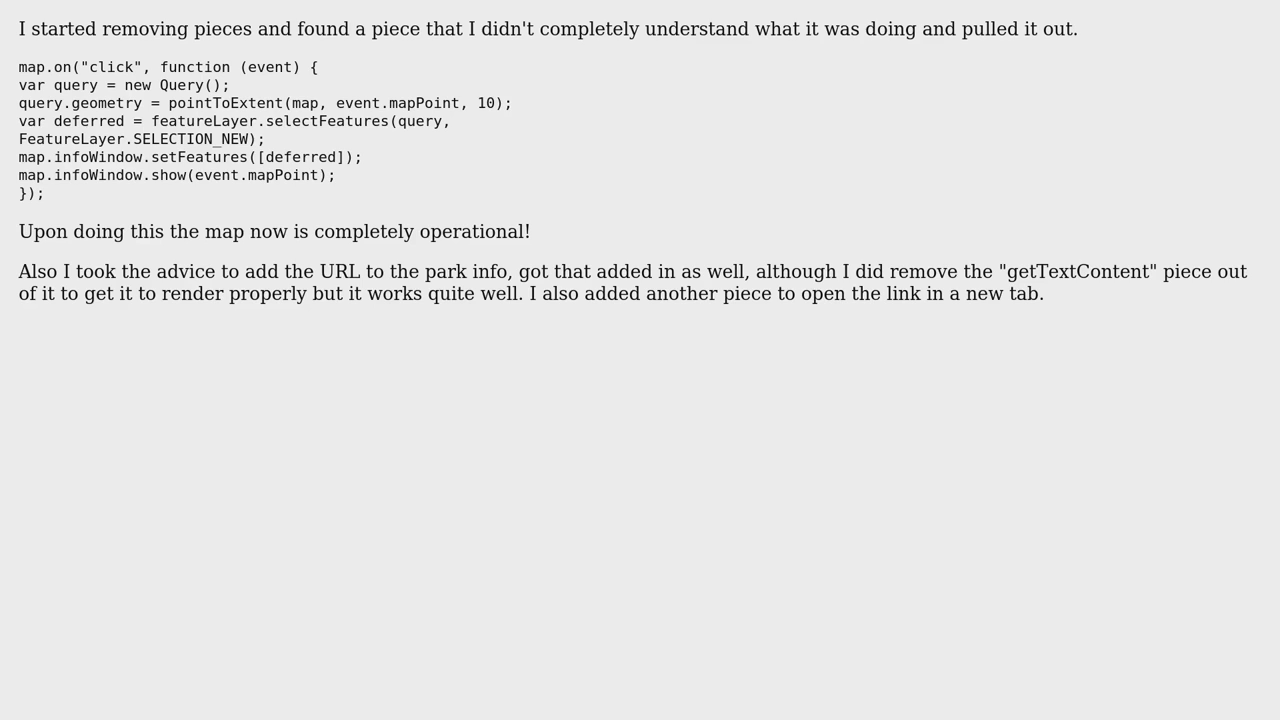 I started removing pieces and found a piece that I didn't completely understand what it was doing and pulled it out.
map.on("click", function (event) {
var query = new Query();
query.geometry = pointToExtent(map, event.mapPoint, 10);
var deferred = featureLayer.selectFeatures(query,
FeatureLayer.SELECTION_NEW);
map.infoWindow.setFeatures([deferred]);
map.infoWindow.show(event.mapPoint);
});
Upon doing this the map now is completely operational!
Also I took the advice to add the URL to the park info, got that added in as well, although I did remove the "getTextContent" piece out
of it to get it to render properly but it works quite well. I also added another piece to open the link in a new tab.